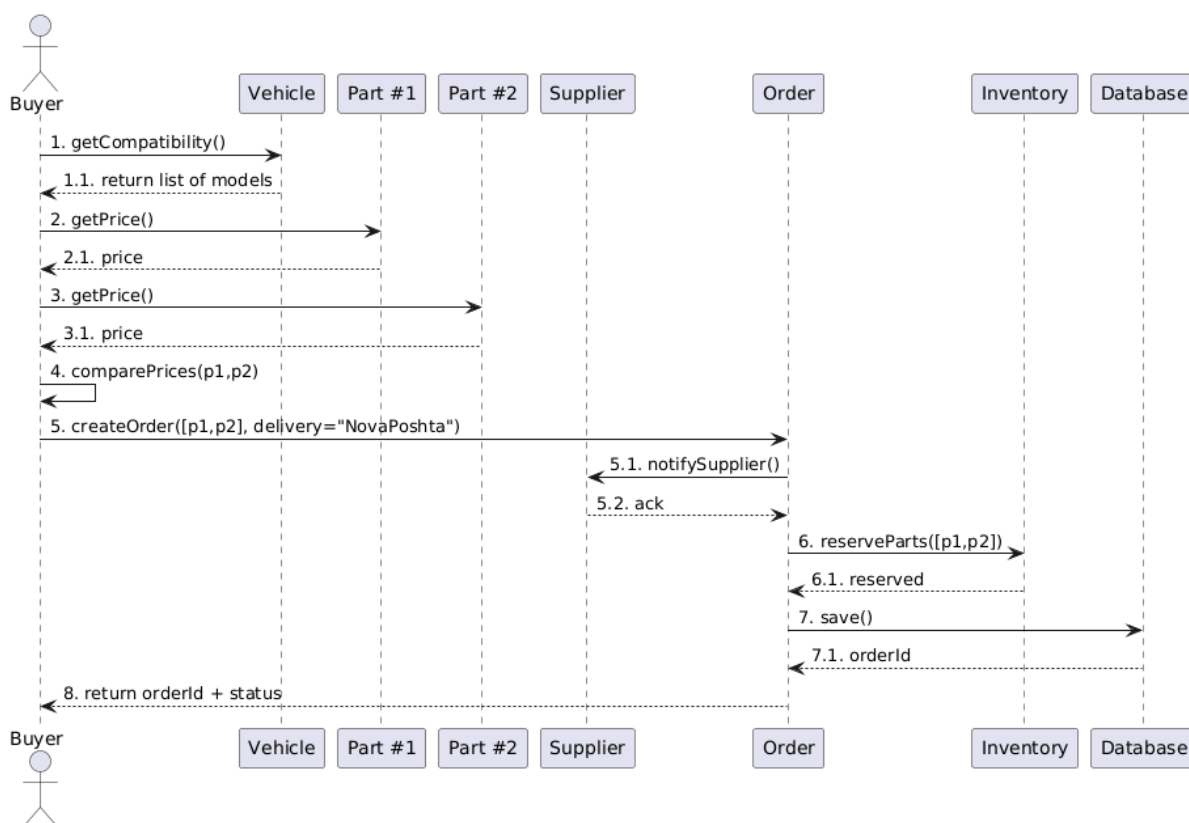 Buyer
Vehicle
Part #1
Part #2
Supplier
Order
Inventory
Database
1. getCompatibility()
1.1. return list of models
2. getPrice()
2.1. price
3. getPrice()
3.1. price
4. comparePrices(p1,p2)
5. createOrder([p1,p2], delivery="NovaPoshta")
5.1. notifySupplier()
5.2. ack
6. reserveParts([p1,p2])
6.1. reserved
7. save()
7.1. orderId
8. return orderId + status
Buyer
Vehicle
Part #1
Part #2
Supplier
Order
Inventory
Database